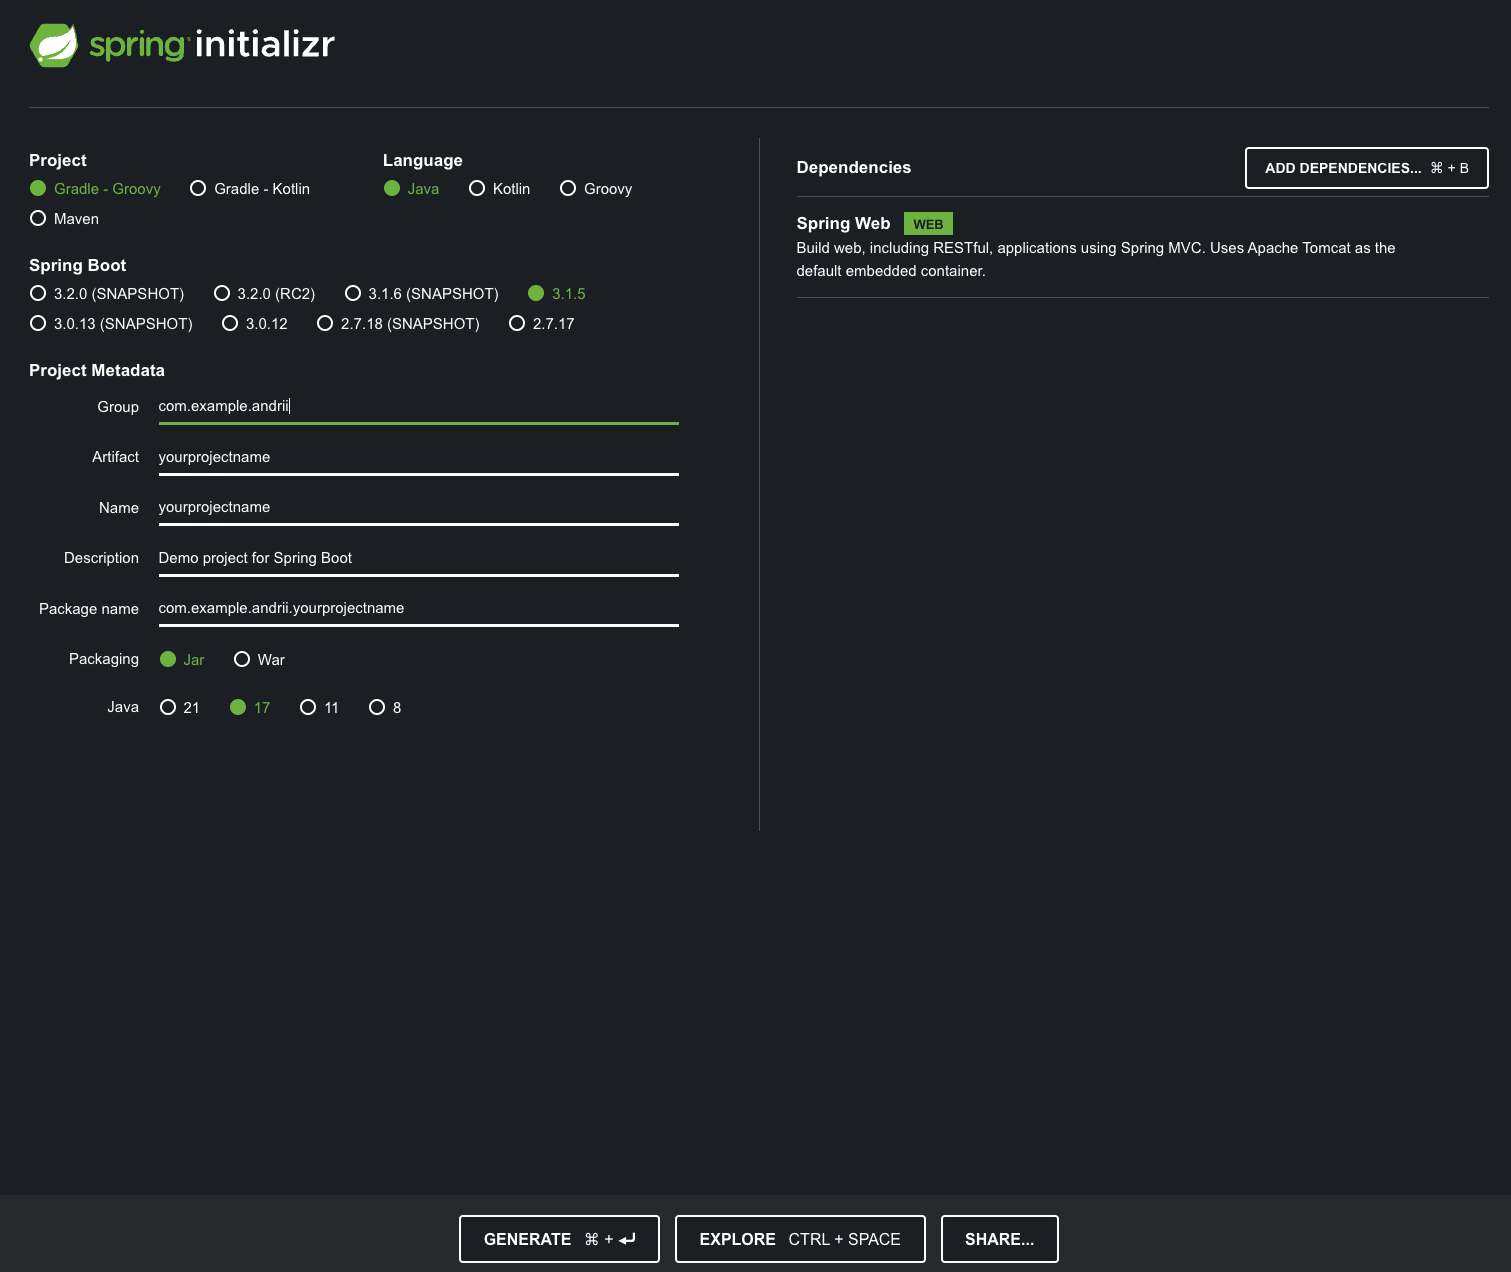 spring initializr
Project
Gradle - Groovy Gradle - Kotlin
Maven
Language
Java Kotlin Groovy
Spring Boot
3.2.0 (SNAPSHOT) 3.2.0 (RC2) 3.1.6 (SNAPSHOT) 3.1.5
3.0.13 (SNAPSHOT) 3.0.12 2.7.18 (SNAPSHOT) 2.7.17
Project Metadata
Group com.example.andrii
Artifact yourprojectname
Name yourprojectname
Description Demo project for Spring Boot
Package name com.example.andrii.yourprojectname
Packaging Jar War
Java 21 17 11 8
Dependencies ADD DEPENDENCIES... ⌘ + B
Spring Web WEB
Build web, including RESTful, applications using Spring MVC. Uses Apache Tomcat as the
default embedded container.
GENERATE ⌘ + ⏎ EXPLORE CTRL + SPACE SHARE...